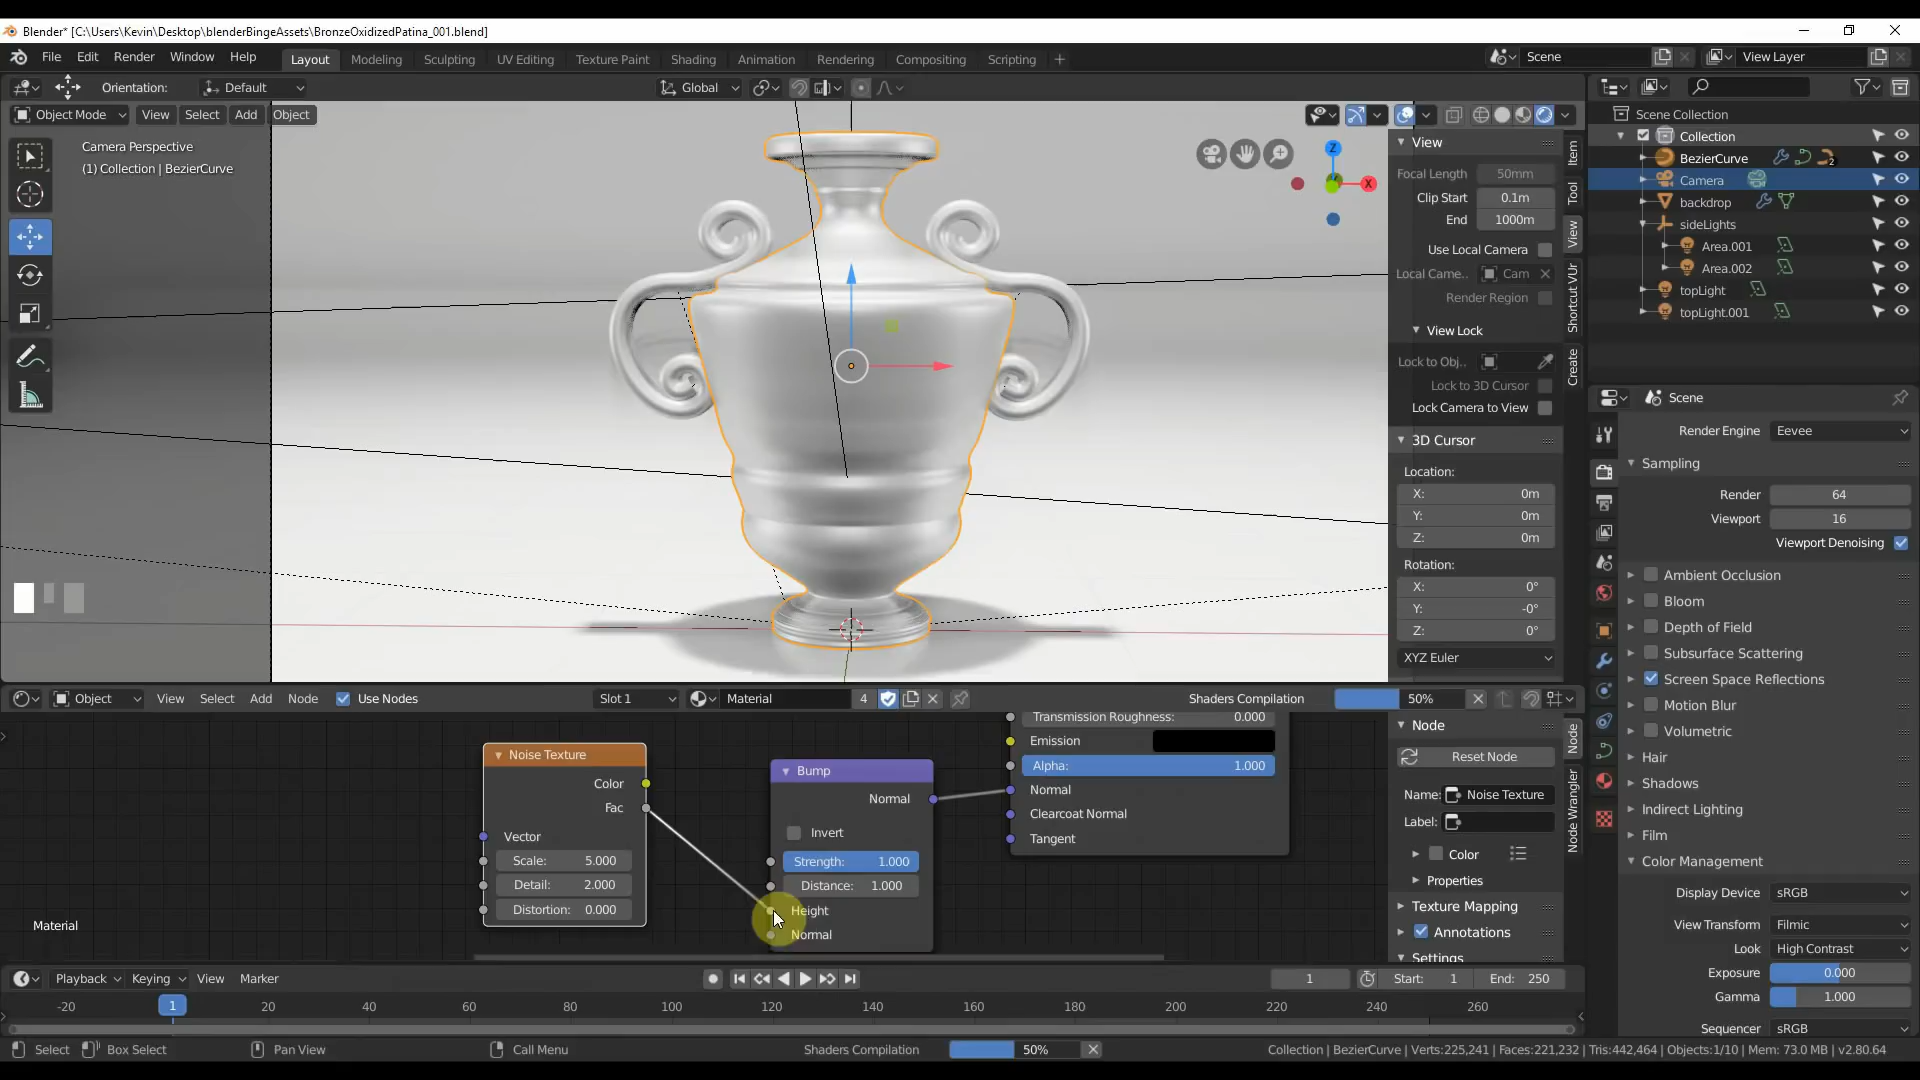 Blender* [C:\Users\Kevin\Desktop\blenderBingeAssets\BronzeOxidizedPatina_001.blend]
File Edit Render Window Help Layout Modeling Sculpting UV Editing Texture Paint Shading Animation Rendering Compositing Scripting + Scene View Layer
Orientation: Default Global
Object Mode View Select Add Object
Camera Perspective
(1) Collection | BezierCurve
Z
X
View
Focal Length 50mm
Clip Start 0.1m
End 1000m
Use Local Camera
Local Came.. Cam
Render Region
View Lock
Lock to Obj..
Lock to 3D Cursor
Lock Camera to View
3D Cursor
Location:
X: 0m
Y: 0m
Z: 0m
Rotation:
X: 0°
Y: -0°
Z: 0°
XYZ Euler
Item
Tool
View
Shortcut VUr
Create
Scene Collection
Collection
BezierCurve 2
Camera
backdrop
sideLights
Area.001
Area.002
topLight
topLight.001
Scene
Render Engine Eevee
Sampling
Render 64
Viewport 16
Viewport Denoising
Ambient Occlusion
Bloom
Depth of Field
Subsurface Scattering
Screen Space Reflections
Motion Blur
Volumetric
Hair
Shadows
Indirect Lighting
Film
Color Management
Display Device sRGB
View Transform Filmic
Look High Contrast
Exposure 0.000
Gamma 1.000
Sequencer sRGB
Object View Select Add Node Use Nodes Slot 1 Material 4 Shaders Compilation 50%
Noise Texture
Color
Fac
Vector
Scale: 5.000
Detail: 2.000
Distortion: 0.000
Bump
Normal
Invert
Strength: 1.000
Distance: 1.000
Height
Normal
Transmission Roughness: 0.000
Emission
Alpha: 1.000
Normal
Clearcoat Normal
Tangent
Material
Node
Reset Node
Name: Noise Texture
Label:
Color
Properties
Texture Mapping
Annotations
Settings
Node
Node Wrangler
Playback Keying View Marker 1 Start: 1 End: 250
-20 1 20 40 60 80 100 120 140 160 180 200 220 240 260
Select Box Select Pan View Call Menu Shaders Compilation 50% Collection | BezierCurve | Verts:225,241 | Faces:221,232 | Tris:442,464 | Objects:1/10 | Mem: 73.0 MB | v2.80.64